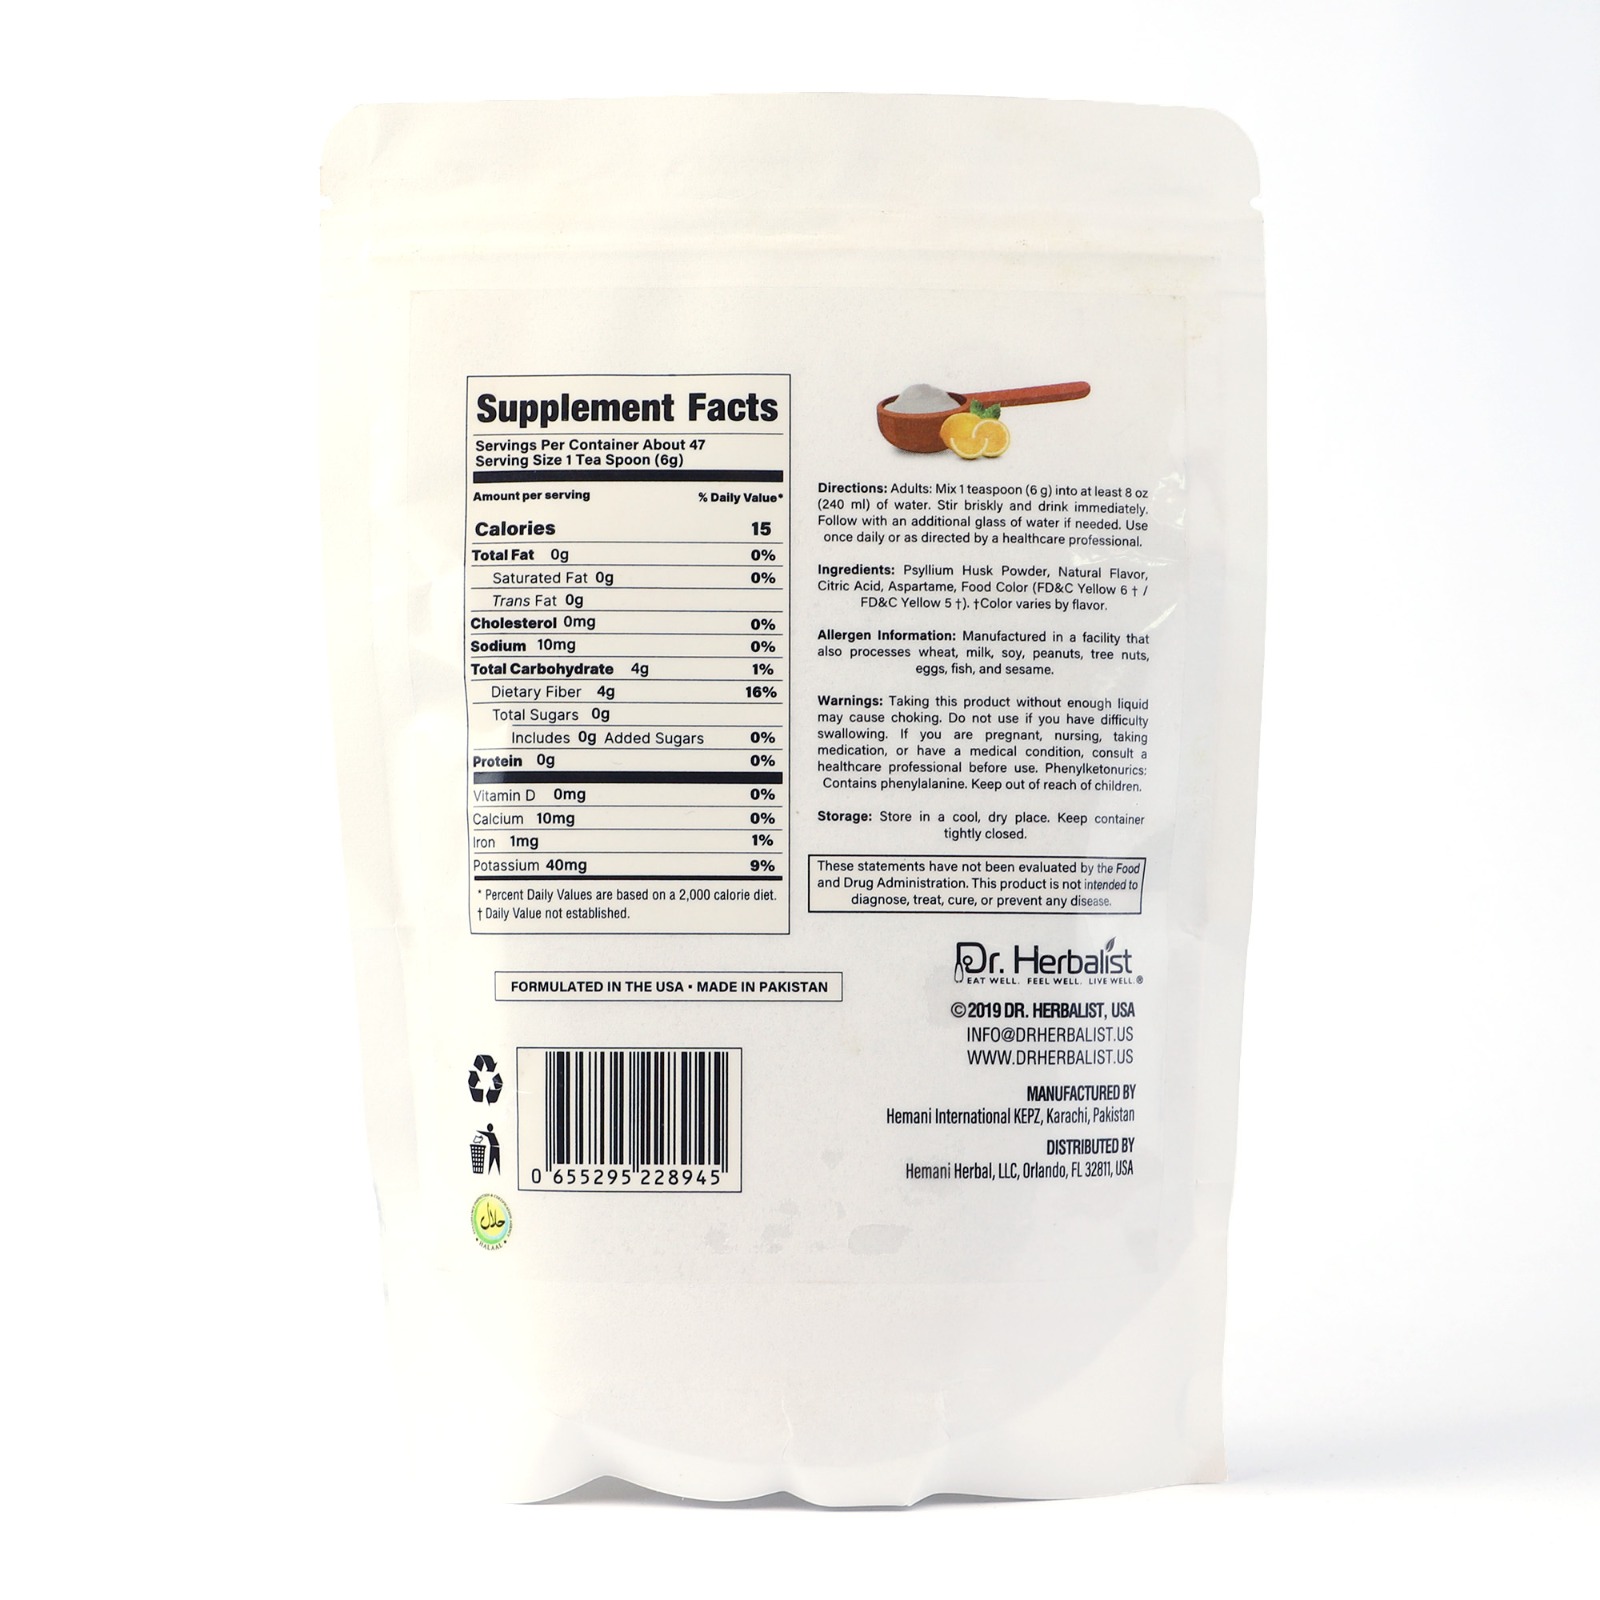 Supplement Facts
Servings Per Container About 47
Serving Size 1 Tea Spoon (6g)
Amount per serving % Daily Value*
Calories 15
Total Fat 0g 0%
Saturated Fat 0g 0%
Trans Fat 0g
Cholesterol 0mg 0%
Sodium 10mg 0%
Total Carbohydrate 4g 1%
Dietary Fiber 4g 16%
Total Sugars 0g
Includes 0g Added Sugars 0%
Protein 0g 0%
Vitamin D 0mg 0%
Calcium 10mg 0%
Iron 1mg 1%
Potassium 40mg 9%
* Percent Daily Values are based on a 2,000 calorie diet.
† Daily Value not established.
FORMULATED IN THE USA • MADE IN PAKISTAN
0 655295 228945
حلال
HALAAL
Directions: Adults: Mix 1 teaspoon (6 g) into at least 8 oz
(240 ml) of water. Stir briskly and drink immediately.
Follow with an additional glass of water if needed. Use
once daily or as directed by a healthcare professional.
Ingredients: Psyllium Husk Powder, Natural Flavor,
Citric Acid, Aspartame, Food Color (FD&C Yellow 6 † /
FD&C Yellow 5 †). †Color varies by flavor.
Allergen Information: Manufactured in a facility that
also processes wheat, milk, soy, peanuts, tree nuts,
eggs, fish, and sesame.
Warnings: Taking this product without enough liquid
may cause choking. Do not use if you have difficulty
swallowing. If you are pregnant, nursing, taking
medication, or have a medical condition, consult a
healthcare professional before use. Phenylketonurics:
Contains phenylalanine. Keep out of reach of children.
Storage: Store in a cool, dry place. Keep container
tightly closed.
These statements have not been evaluated by the Food
and Drug Administration. This product is not intended to
diagnose, treat, cure, or prevent any disease.
Dr. Herbalist
EAT WELL. FEEL WELL. LIVE WELL.®
©2019 DR. HERBALIST, USA
INFO@DRHERBALIST.US
WWW.DRHERBALIST.US
MANUFACTURED BY
Hemani International KEPZ, Karachi, Pakistan
DISTRIBUTED BY
Hemani Herbal, LLC, Orlando, FL 32811, USA